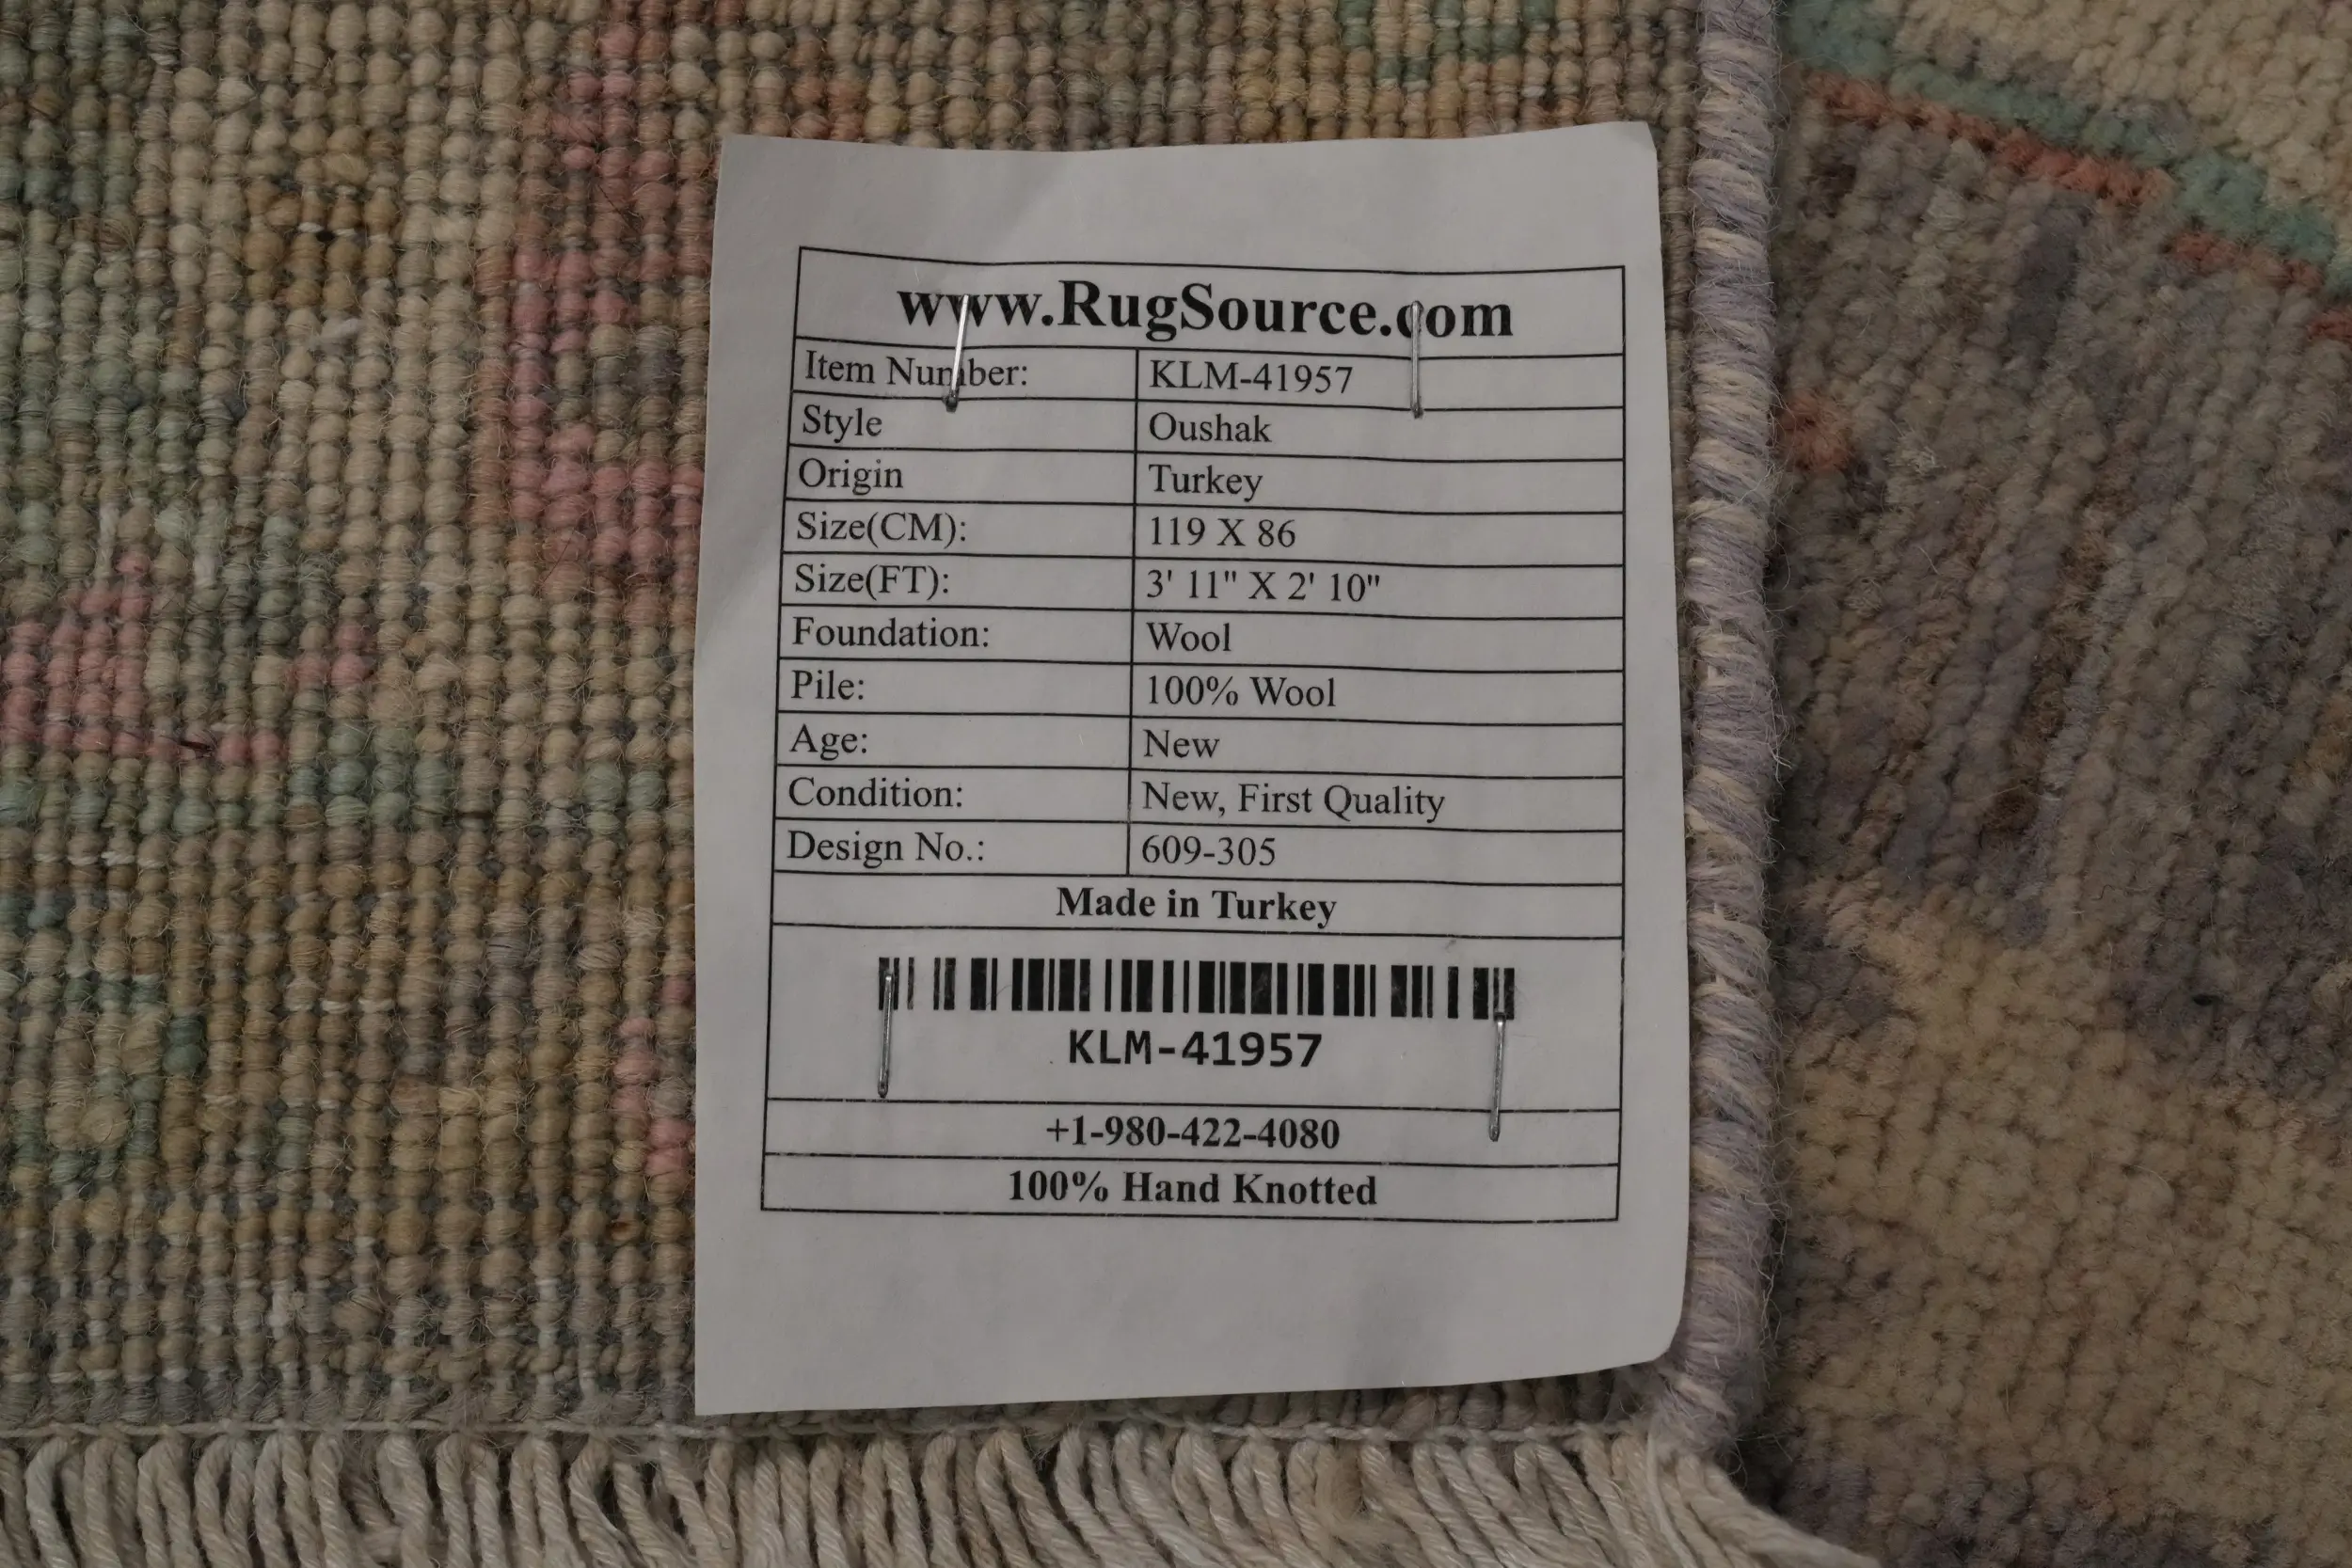 www.RugSource.com
Item Number: KLM-41957
Style Oushak
Origin Turkey
Size(CM): 119 X 86
Size(FT): 3' 11" X 2' 10"
Foundation: Wool
Pile: 100% Wool
Age: New
Condition: New, First Quality
Design No.: 609-305
Made in Turkey
KLM-41957
+1-980-422-4080
100% Hand Knotted